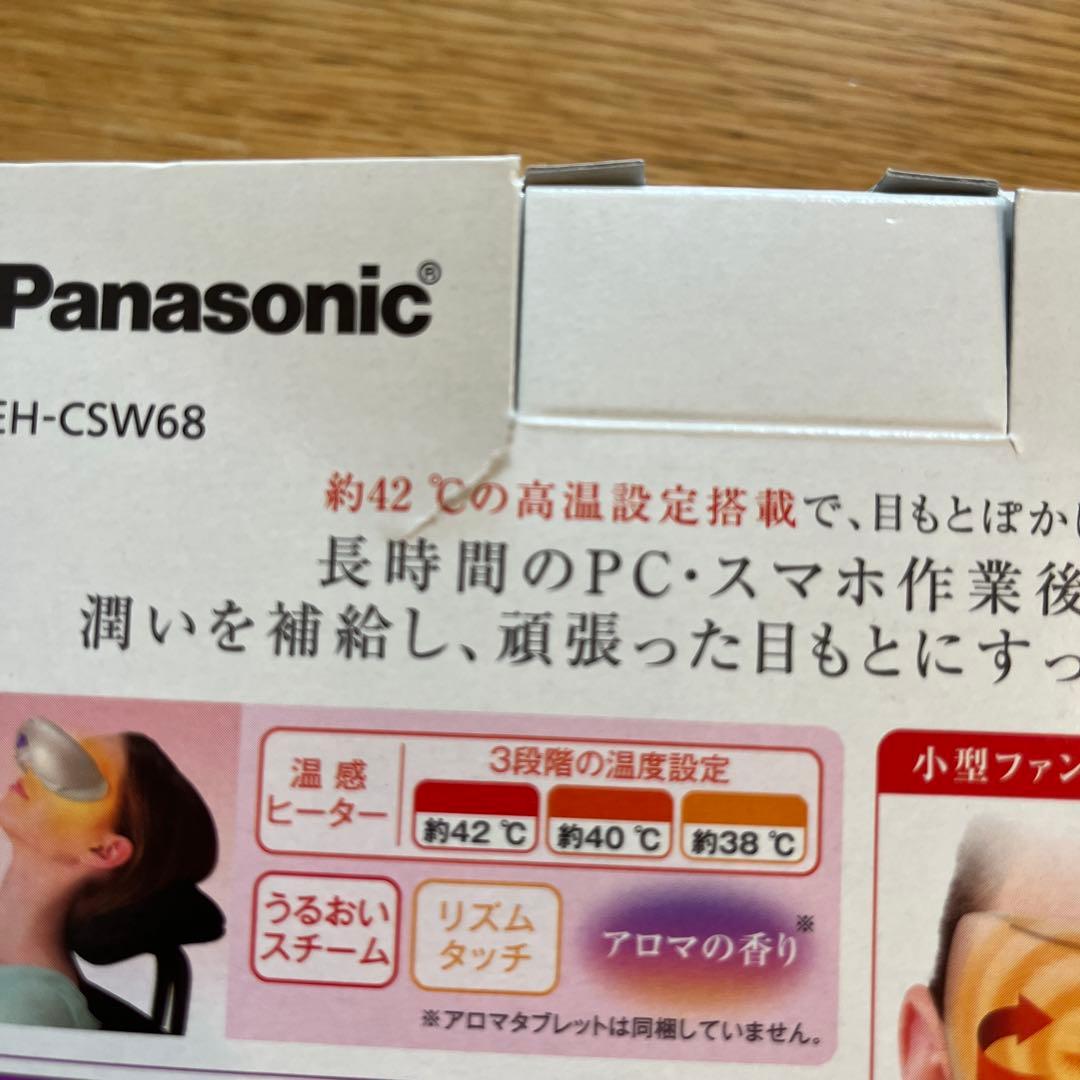 Panasonic®
EH-CSW68
約42 ℃の高温設定搭載で、目もとぽか
長時間のPC・スマホ作業後
潤いを補給し、頑張った目もとにすっ
温感
ヒーター
3段階の温度設定
約42 ℃
約40 ℃
約38 ℃
うるおい
スチーム
リズム
タッチ
アロマの香り※
※アロマタブレットは同梱していません。
小型ファン